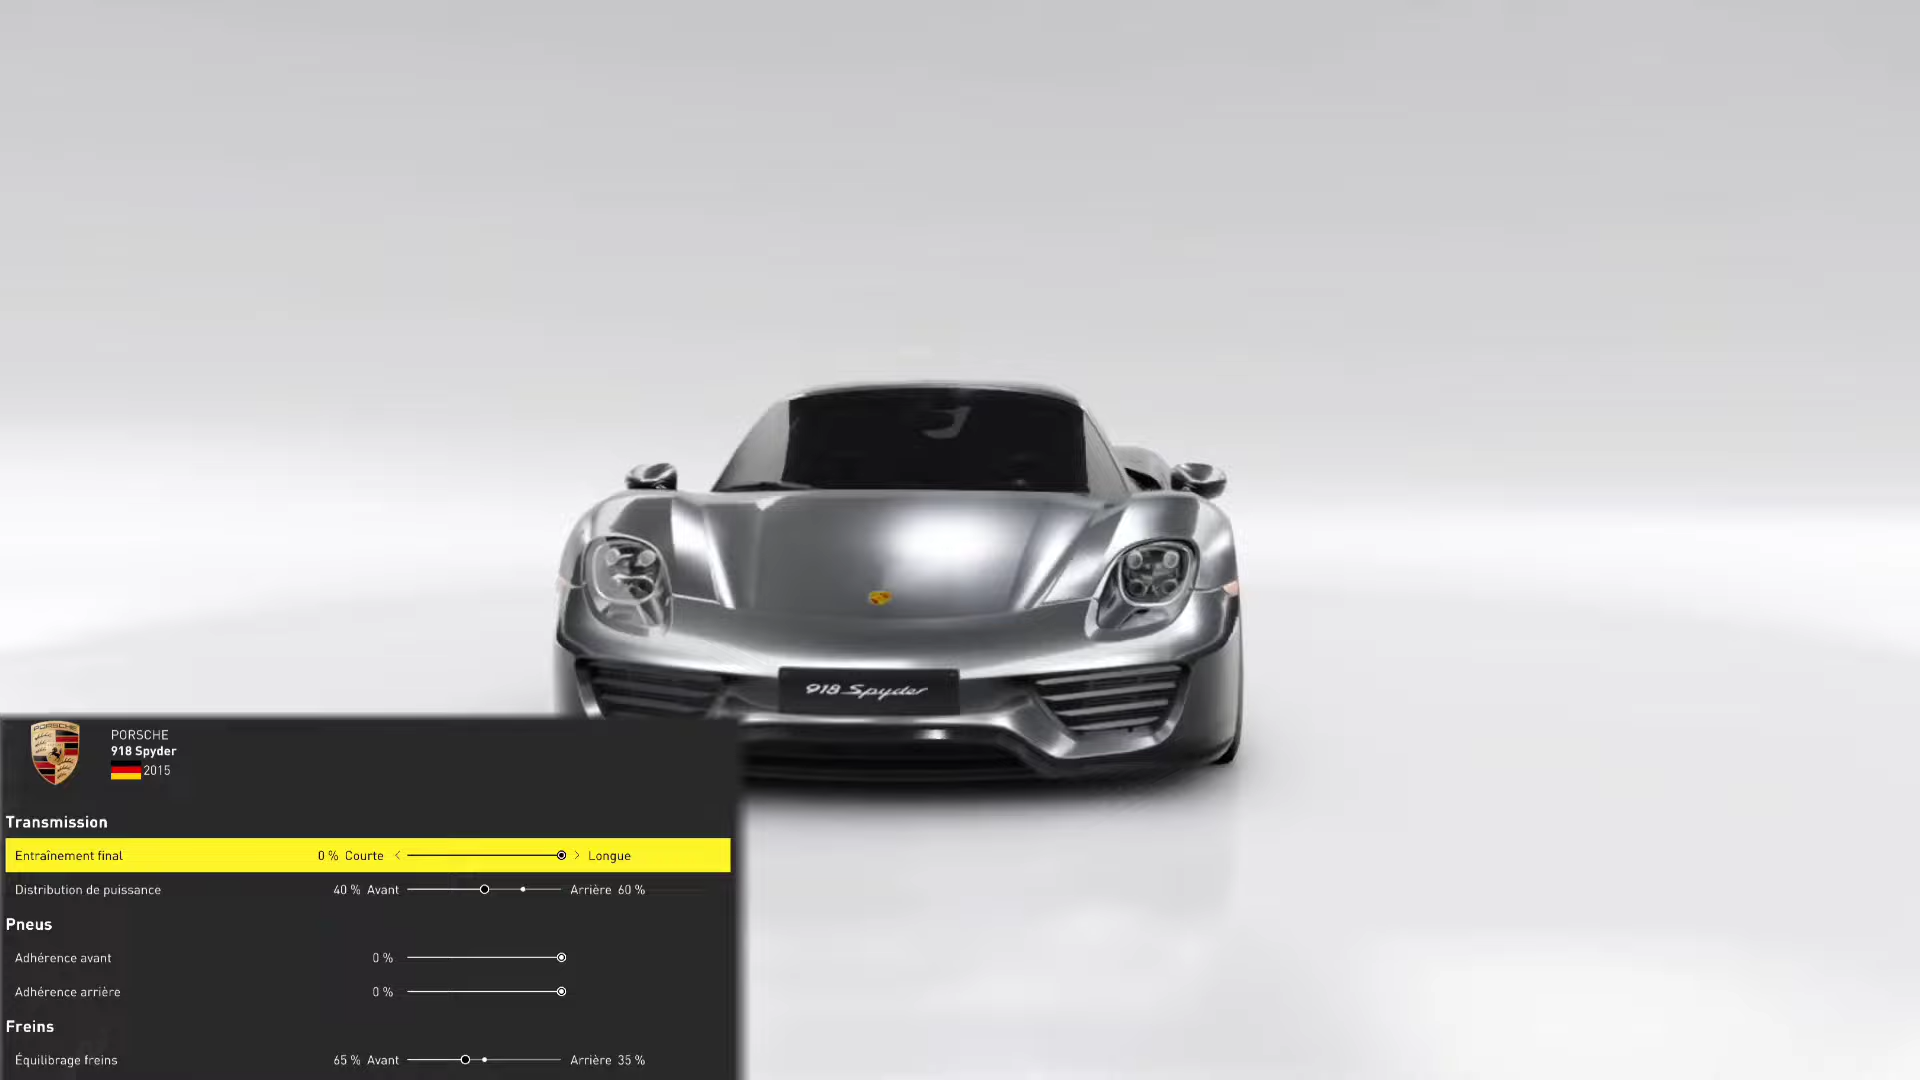 918 Spyder
PORSCHE
PORSCHE
918 Spyder
2015
Transmission
Entraînement final 0 % Courte Longue
Distribution de puissance 40 % Avant Arrière 60 %
Pneus
Adhérence avant 0 %
Adhérence arrière 0 %
Freins
Équilibrage freins 65 % Avant Arrière 35 %